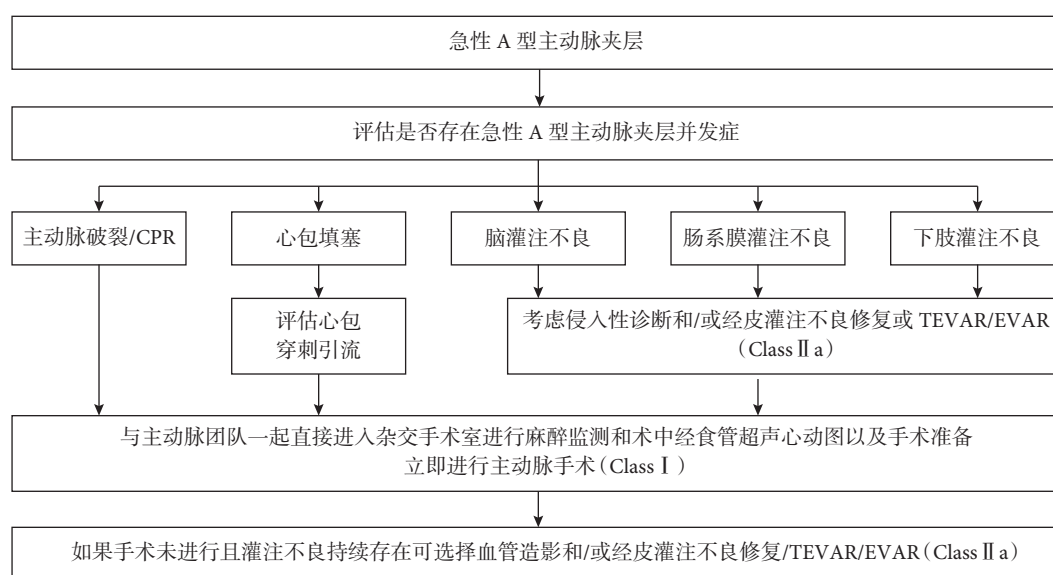 急性 A 型主动脉夹层
评估是否存在急性 A 型主动脉夹层并发症
主动脉破裂/CPR
心包填塞
脑灌注不良
肠系膜灌注不良
下肢灌注不良
评估心包
穿刺引流
考虑侵入性诊断和/或经皮灌注不良修复或 TEVAR/EVAR
(ClassⅡa)
与主动脉团队一起直接进入杂交手术室进行麻醉监测和术中经食管超声心动图以及手术准备
立即进行主动脉手术(ClassⅠ)
如果手术未进行且灌注不良持续存在可选择血管造影和/或经皮灌注不良修复/TEVAR/EVAR(ClassⅡa)